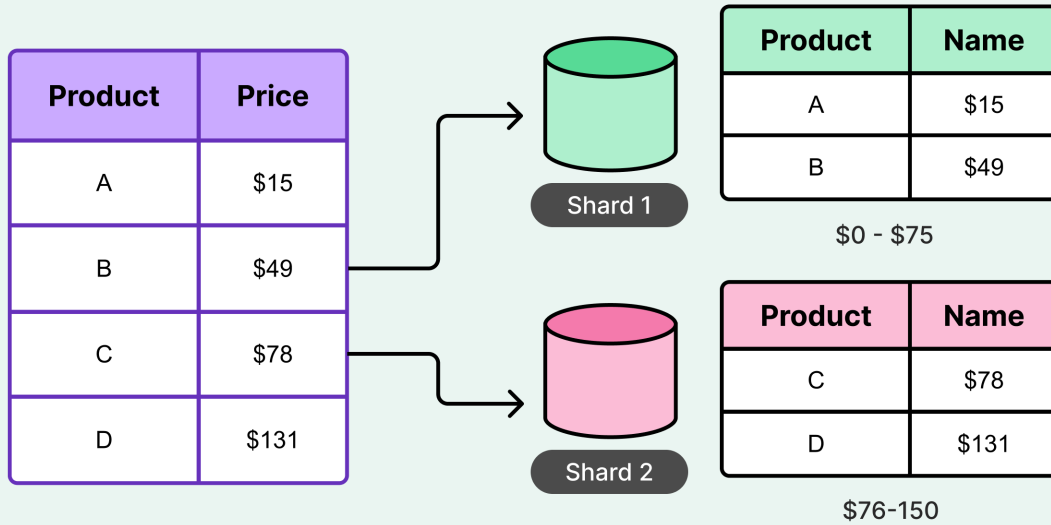 Product Price
A $15
B $49
C $78
D $131
Shard 1
Product Name
A $15
B $49
$0 - $75
Shard 2
Product Name
C $78
D $131
$76-150